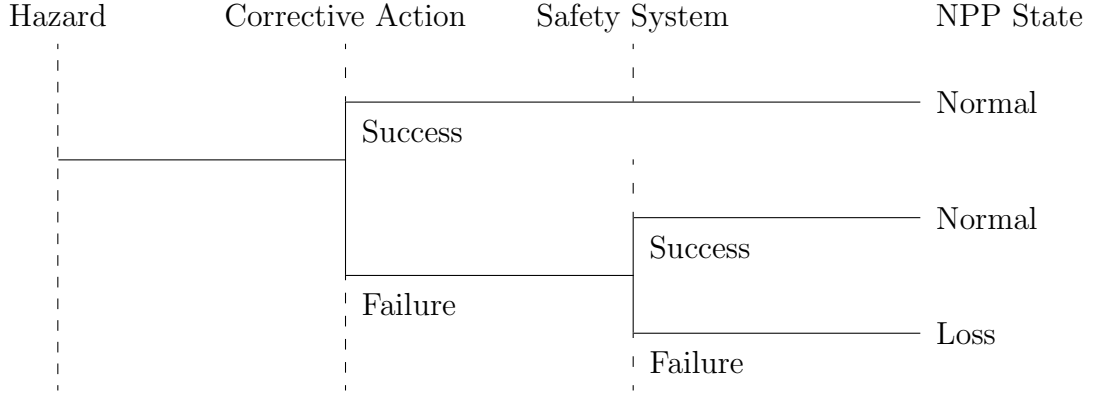 Hazard
Corrective Action
Safety System
NPP State
Normal
Success
Normal
Success
Failure
Loss
Failure